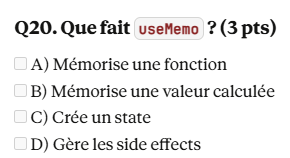 Q20. Que fait useMemo ? (3 pts)
A) Mémorise une fonction
B) Mémorise une valeur calculée
C) Crée un state
D) Gère les side effects